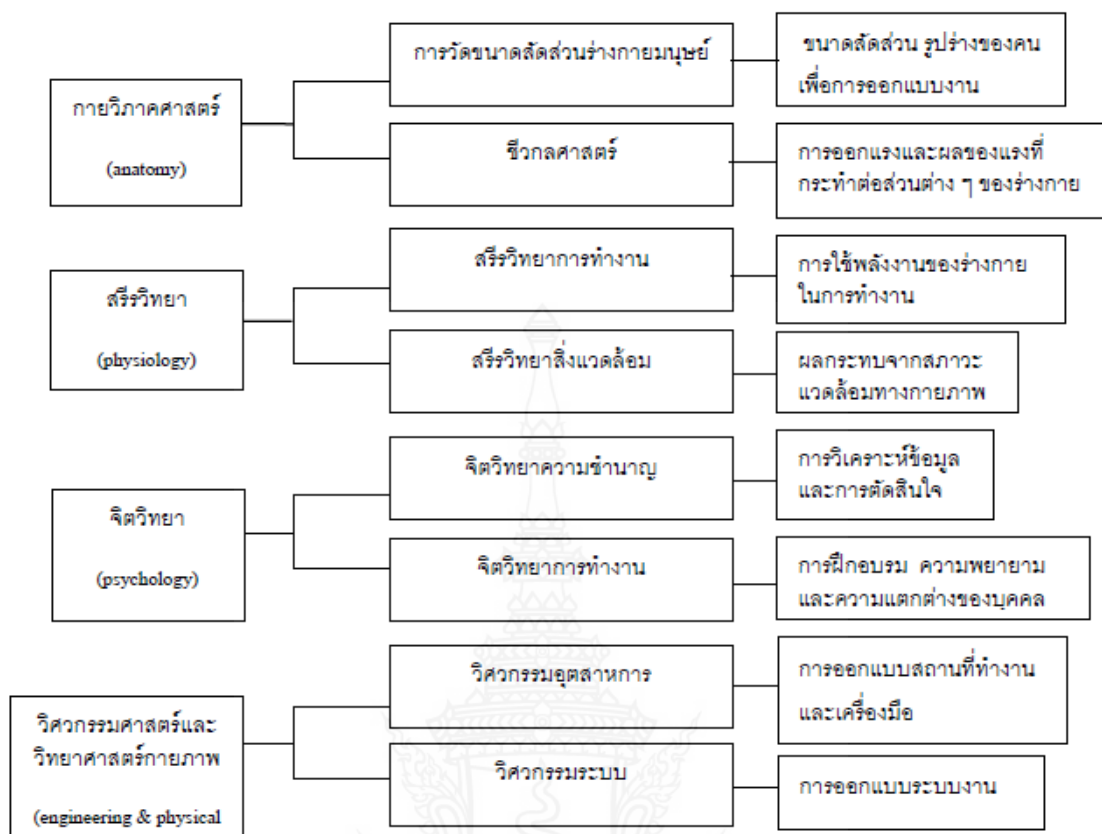 กายวิภาคศาสตร์
(anatomy)
การวัดขนาดสัดส่วนร่างกายมนุษย์
ขนาดสัดส่วน รูปร่างของคน
เพื่อการออกแบบงาน
ชีวกลศาสตร์
การออกแรงและผลของแรงที่
กระทำต่อส่วนต่าง ๆ ของร่างกาย
สรีรวิทยา
(physiology)
สรีรวิทยาการทำงาน
การใช้พลังงานของร่างกาย
ในการทำงาน
สรีรวิทยาสิ่งแวดล้อม
ผลกระทบจากสภาวะ
แวดล้อมทางกายภาพ
จิตวิทยา
(psychology)
จิตวิทยาความชำนาญ
การวิเคราะห์ข้อมูล
และการตัดสินใจ
จิตวิทยาการทำงาน
การฝึกอบรม ความพยายาม
และความแตกต่างของบุคคล
วิศวกรรมศาสตร์และ
วิทยาศาสตร์กายภาพ
(engineering & physical
วิศวกรรมอุตสาหการ
การออกแบบสถานที่ทำงาน
และเครื่องมือ
วิศวกรรมระบบ
การออกแบบระบบงาน